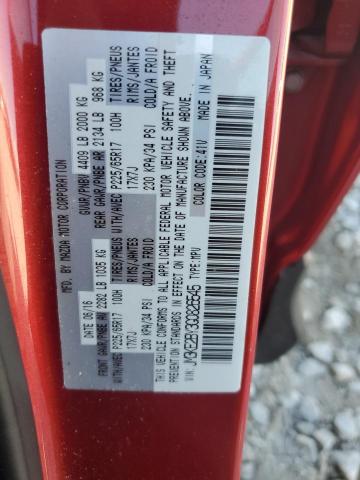 MFD BY MAZDA MOTOR CORPORATION
MADE IN JAPAN
DATE 06/16
GVWR/PNBV 4409 LB 2000 KG
FRONT GAWR/PNBE AV 2282 LB 1035 KG
REAR GAWR/PNBE AR 2134 LB 968 KG
TIRES/PNEUS
WITH/AVEC P225/65R17 100H
RIMS/JANTES
17X7J
COLD/A FROID
230 KPA/34 PSI
TIRES/PNEUS
WITH/AVEC P225/65R17 100H
RIMS/JANTES
17X7J
COLD/A FROID
230 KPA/34 PSI
THIS VEHICLE CONFORMS TO ALL APPLICABLE FEDERAL MOTOR VEHICLE SAFETY AND THEFT
PREVENTION STANDARDS IN EFFECT ON THE DATE OF MANUFACTURE SHOWN ABOVE.
VIN:
TYPE: MPV
COLOR CODE: 41V